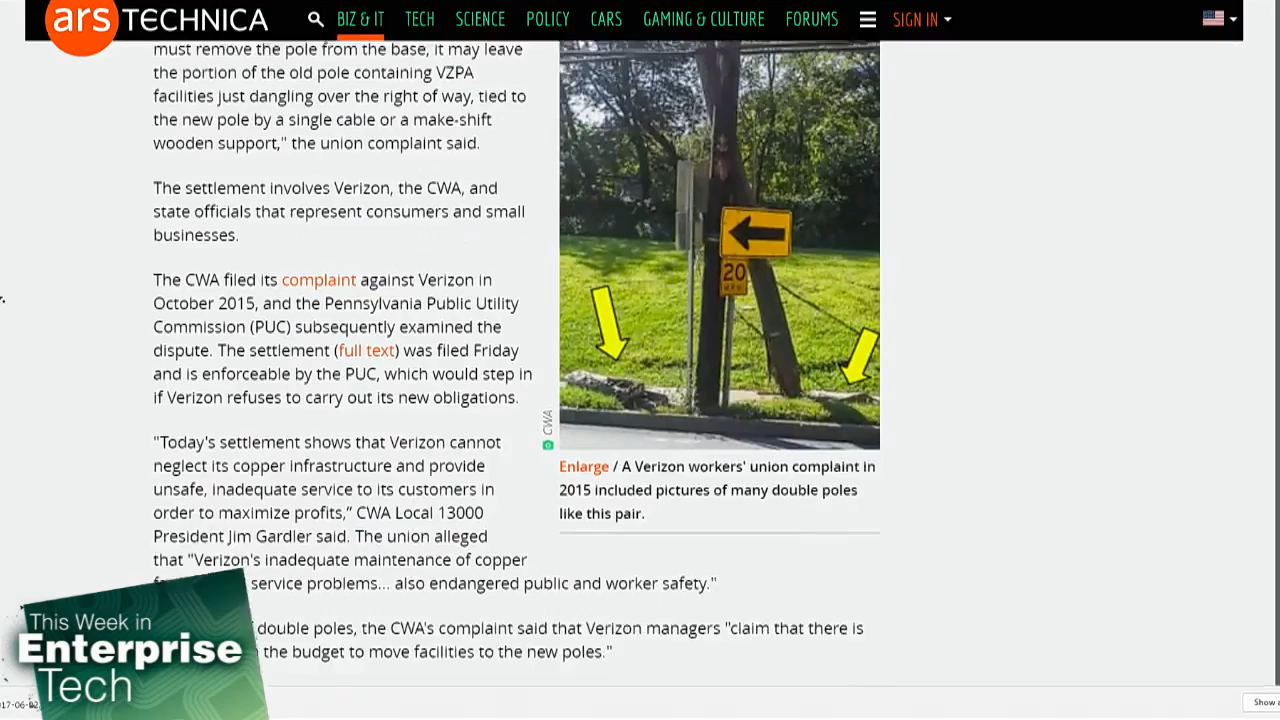 ars TECHNICA
BIZ & IT
TECH
SCIENCE
POLICY
CARS
GAMING & CULTURE
FORUMS
SIGN IN
must remove the pole from the base, it may leave
the portion of the old pole containing VZPA
facilities just dangling over the right of way, tied to
the new pole by a single cable or a make-shift
wooden support," the union complaint said.
The settlement involves Verizon, the CWA, and
state officials that represent consumers and small
businesses.
The CWA filed its complaint against Verizon in
October 2015, and the Pennsylvania Public Utility
Commission (PUC) subsequently examined the
dispute. The settlement (full text) was filed Friday
and is enforceable by the PUC, which would step in
if Verizon refuses to carry out its new obligations.
"Today's settlement shows that Verizon cannot
neglect its copper infrastructure and provide
unsafe, inadequate service to its customers in
order to maximize profits," CWA Local 13000
President Jim Gardler said. The union alleged
that "Verizon's inadequate maintenance of copper
service problems... also endangered public and worker safety."
double poles, the CWA's complaint said that Verizon managers "claim that there is
the budget to move facilities to the new poles."
20
CWA
Enlarge / A Verizon workers' union complaint in
2015 included pictures of many double poles
like this pair.
This Week in
Enterprise
Tech
Show